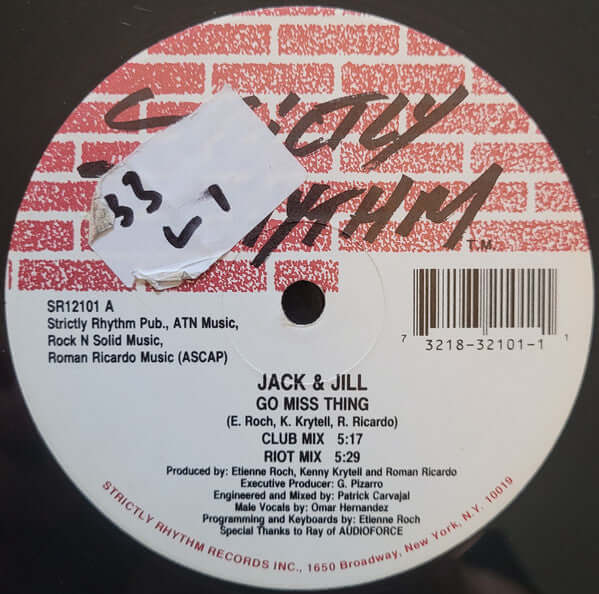 STRICTLY
RHYTHM
T.M.
33
SR12101 A
Strictly Rhythm Pub., ATN Music,
Rock N Solid Music,
Roman Ricardo Music (ASCAP)
7 3218-32101-1 1
JACK & JILL
GO MISS THING
(E. Roch, K. Krytell, R. Ricardo)
CLUB MIX 5:17
RIOT MIX 5:29
Produced by: Etienne Roch, Kenny Krytell and Roman Ricardo
Executive Producer: G. Pizarro
Engineered and Mixed by: Patrick Carvajal
Male Vocals by: Omar Hernandez
Programming and Keyboards by: Etienne Roch
Special Thanks to Ray of AUDIOFORCE
STRICTLY RHYTHM RECORDS INC., 1650 Broadway, New York, N.Y. 10019